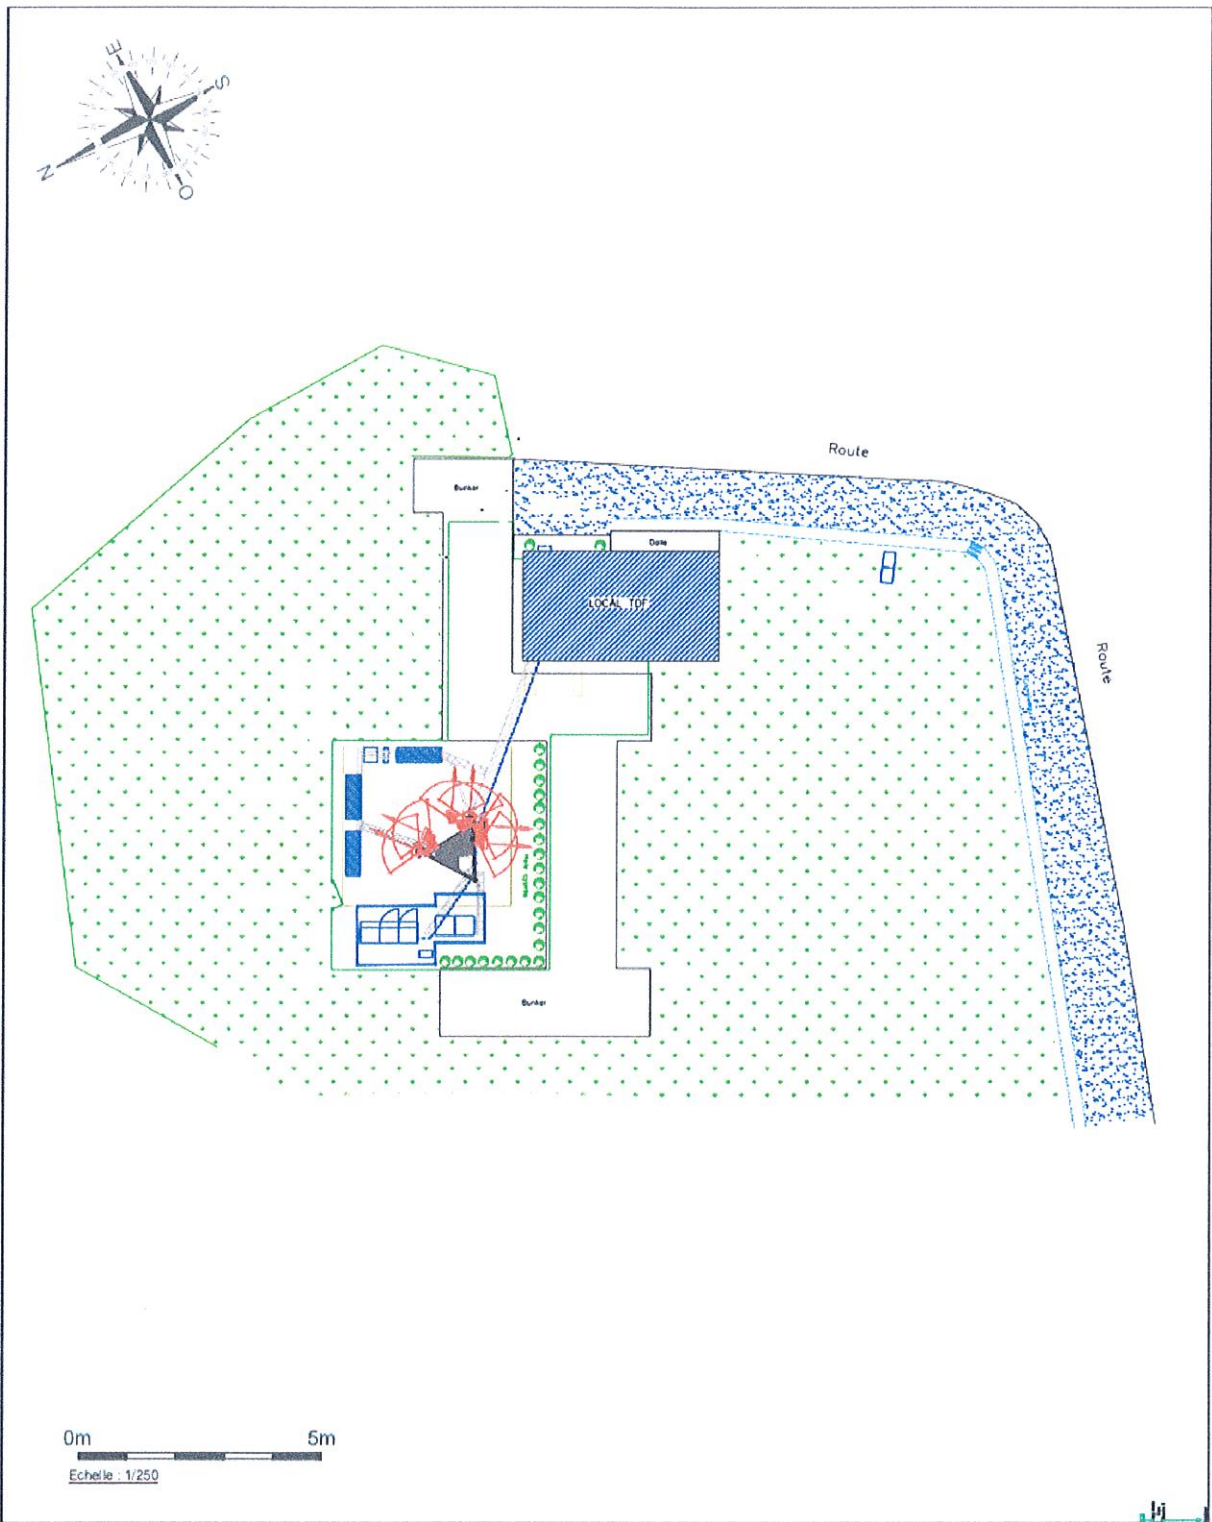 E
S
N
O
Route
Bunker
Dalle
LOCAL TDF
Route
Bunker
0m 5m
Echelle : 1/250